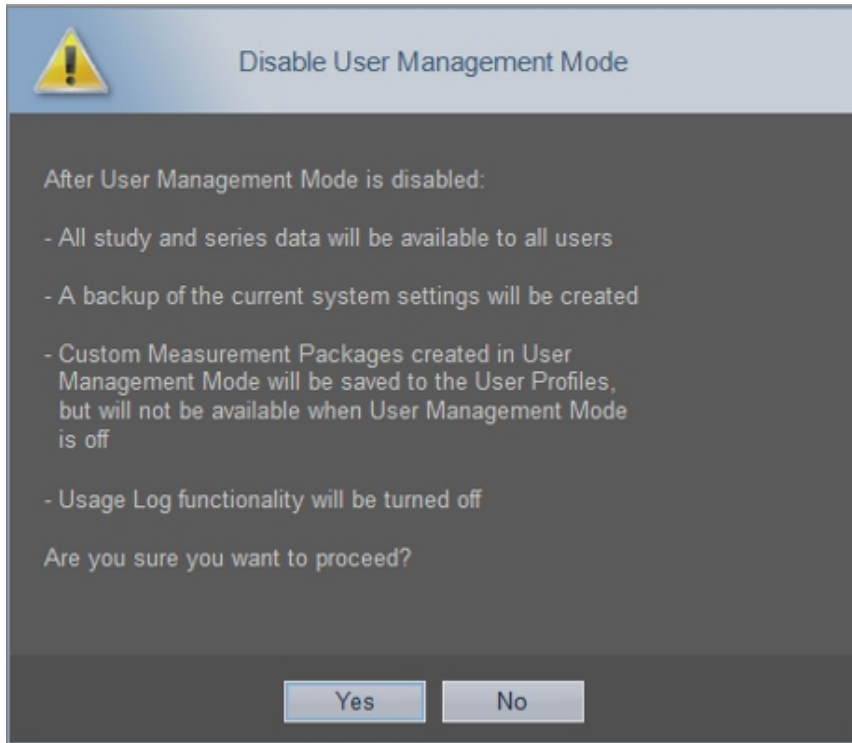 Disable User Management Mode
After User Management Mode is disabled:
- All study and series data will be available to all users
- A backup of the current system settings will be created
- Custom Measurement Packages created in User
Management Mode will be saved to the User Profiles,
but will not be available when User Management Mode
is off
- Usage Log functionality will be turned off
Are you sure you want to proceed?
Yes
No